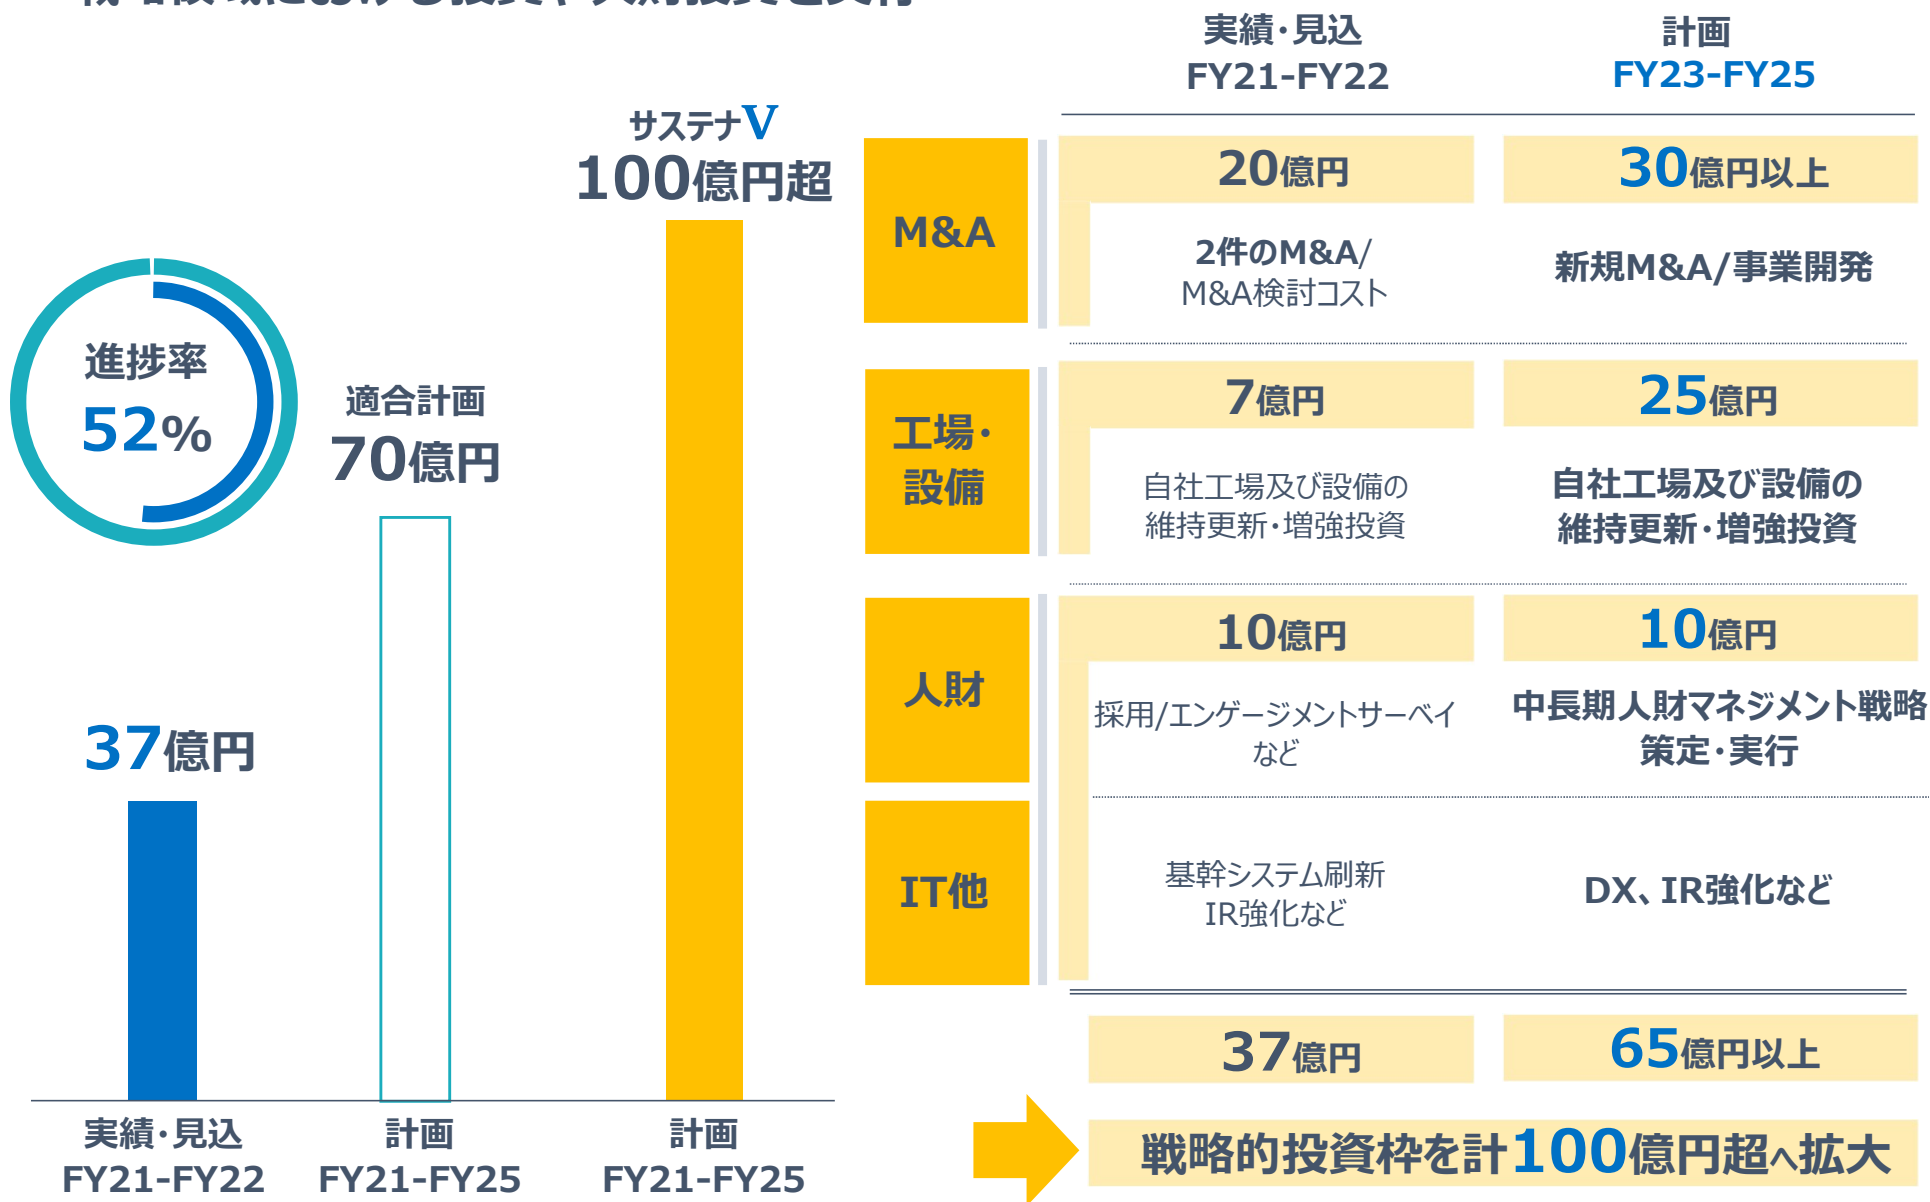 実績・見込
FY21-FY22
計画
FY23-FY25
サステナV
100億円超
進捗率
52%
適合計画
70億円
37億円
実績・見込
FY21-FY22
計画
FY21-FY25
計画
FY21-FY25
M&A
20億円
30億円以上
2件のM&A/
M&A検討コスト
新規M&A/事業開発
工場・
設備
7億円
25億円
自社工場及び設備の
維持更新・増強投資
自社工場及び設備の
維持更新・増強投資
人財
10億円
10億円
採用/エンゲージメントサーベイ
など
中長期人財マネジメント戦略
策定・実行
IT他
基幹システム刷新
IR強化など
DX、IR強化など
37億円
65億円以上
戦略的投資枠を計100億円超へ拡大